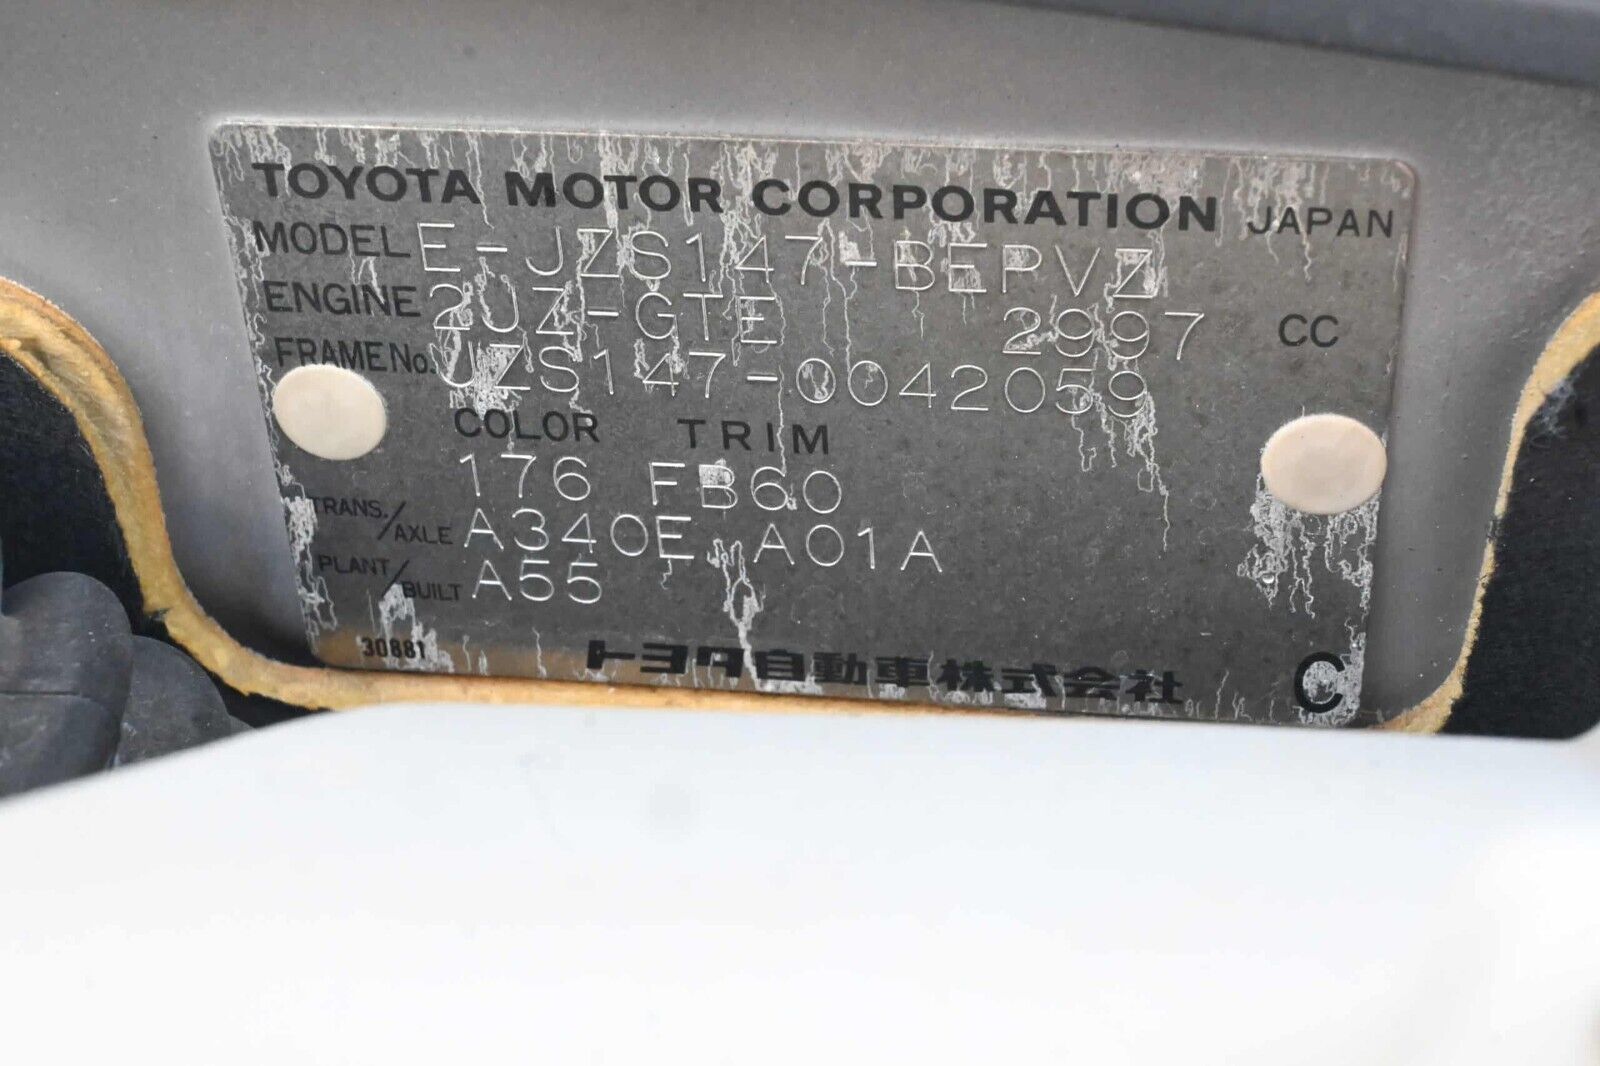 TOYOTA MOTOR CORPORATION JAPAN
MODEL E-JZS147-BEPVZ
ENGINE 2JZ-GTE 2997 CC
FRAME No. JZS147-0042059
COLOR TRIM
176 FB60
TRANS./AXLE A340E A01A
PLANT/BUILT A55
30881 トヨタ自動車株式会社 C